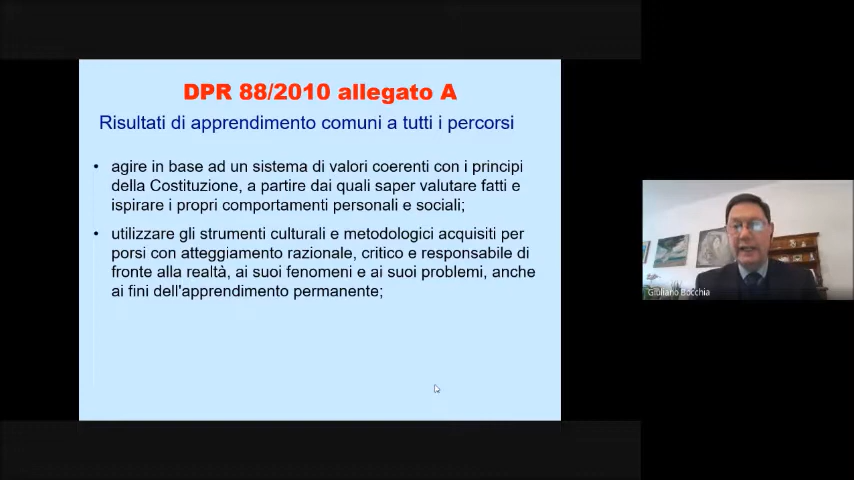 DPR 88/2010 allegato A
Risultati di apprendimento comuni a tutti i percorsi
• agire in base ad un sistema di valori coerenti con i principi
della Costituzione, a partire dai quali saper valutare fatti e
ispirare i propri comportamenti personali e sociali;
• utilizzare gli strumenti culturali e metodologici acquisiti per
porsi con atteggiamento razionale, critico e responsabile di
fronte alla realtà, ai suoi fenomeni e ai suoi problemi, anche
ai fini dell'apprendimento permanente;
Giuliano Bocchia